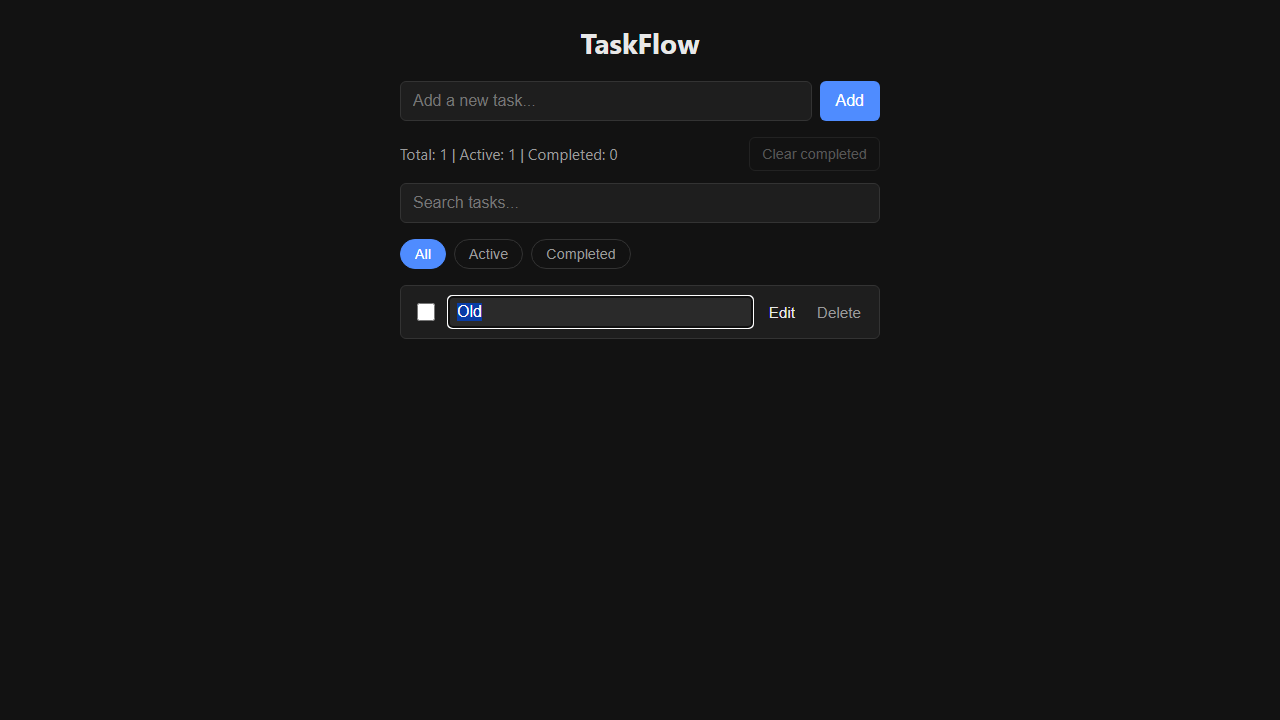 TaskFlow
Add a new task...
Add
Total: 1 | Active: 1 | Completed: 0
Clear completed
Search tasks...
All
Active
Completed
Old
Edit
Delete